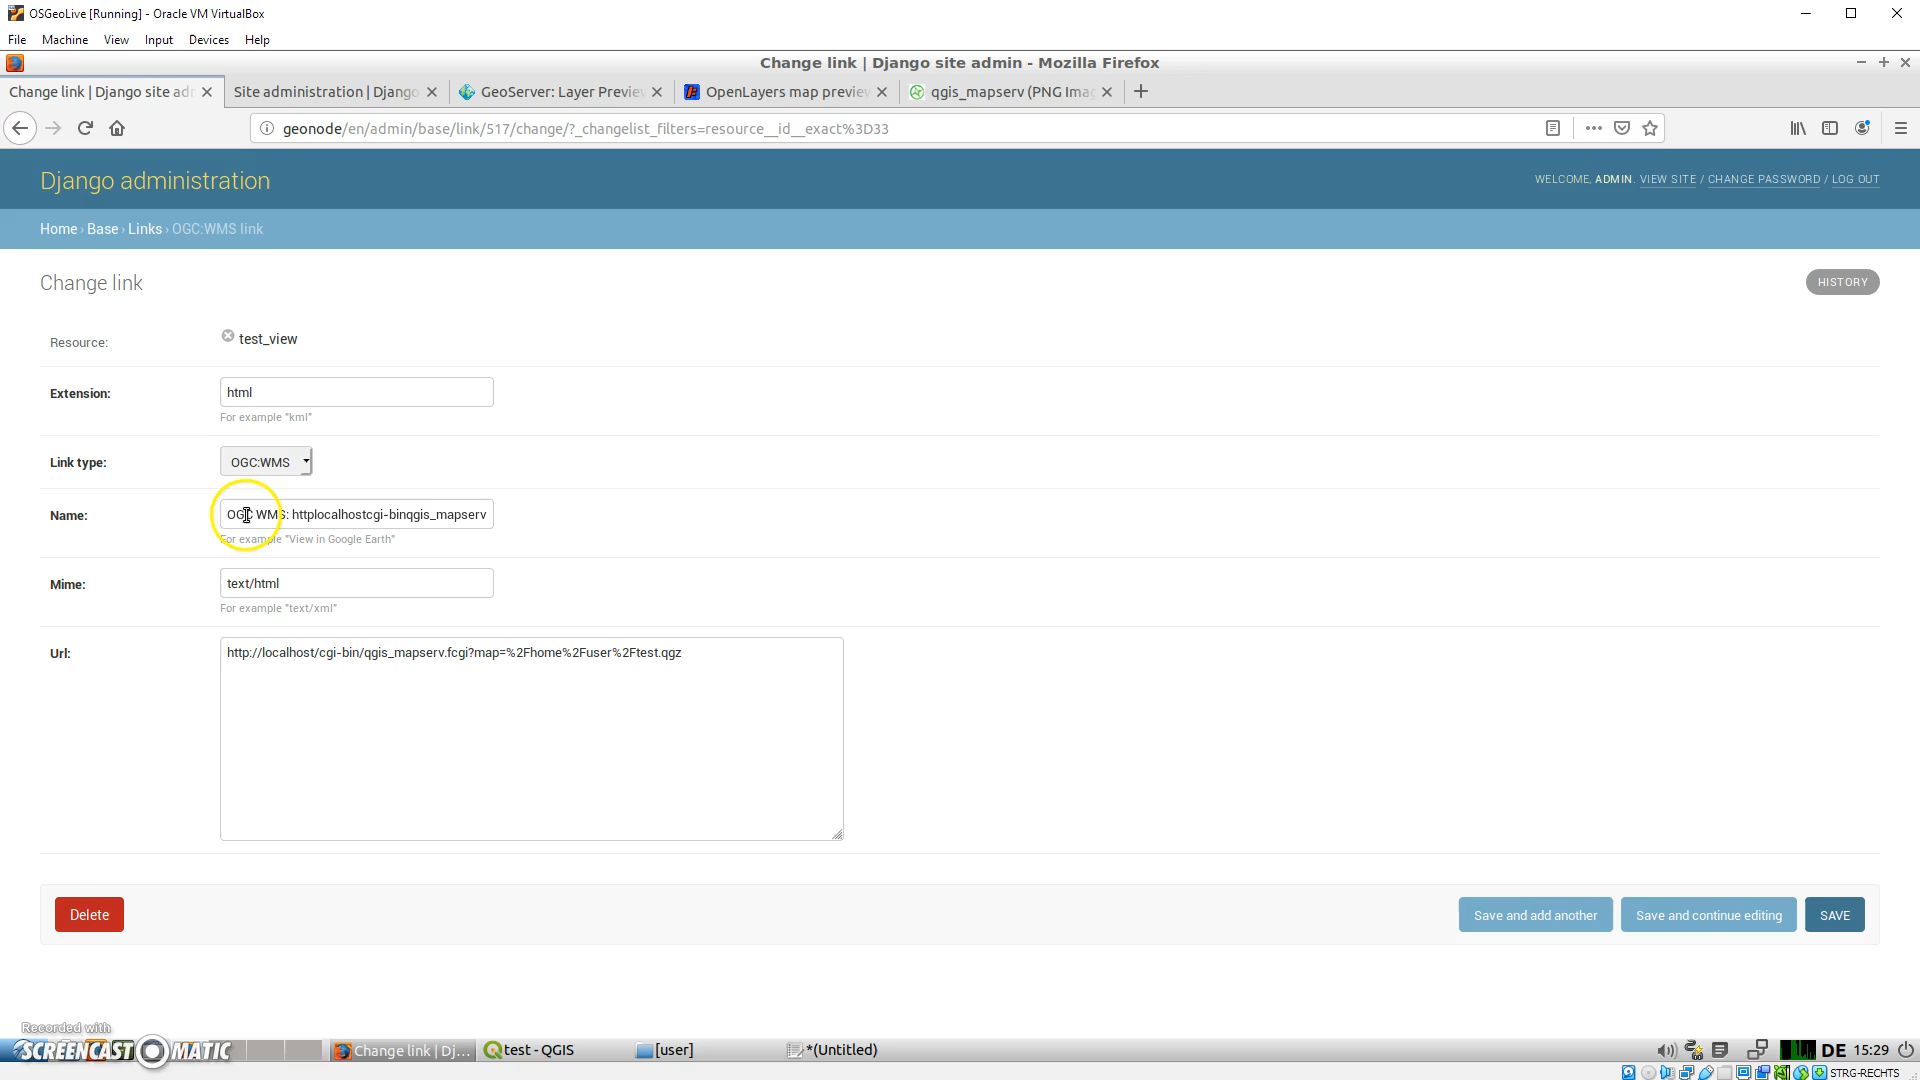 OSGeoLive [Running] - Oracle VM VirtualBox
File Machine View Input Devices Help
Change link | Django site admin - Mozilla Firefox
Change link | Django site adr
Site administration | Django
GeoServer: Layer Previe
OpenLayers map preview
qgis_mapserv (PNG Ima
geonode/en/admin/base/link/517/change/?_changelist_filters=resource__id__exact%3D33
Django administration
WELCOME, ADMIN. VIEW SITE / CHANGE PASSWORD / LOG OUT
Home › Base › Links › OGC:WMS link
Change link
HISTORY
Resource:
test_view
Extension:
html
For example "kml"
Link type:
OGC:WMS
Name:
OGC WMS: httplocalhostcgi-binqgis_mapserv
For example "View in Google Earth"
Mime:
text/html
For example "text/xml"
Url:
http://localhost/cgi-bin/qgis_mapserv.fcgi?map=%2Fhome%2Fuser%2Ftest.qgz
Delete
Save and add another
Save and continue editing
SAVE
Recorded with
SCREENCAST MATIC
Change link | Dj...
test - QGIS
[user]
*(Untitled)
DE 15:29
STRG-RECHTS